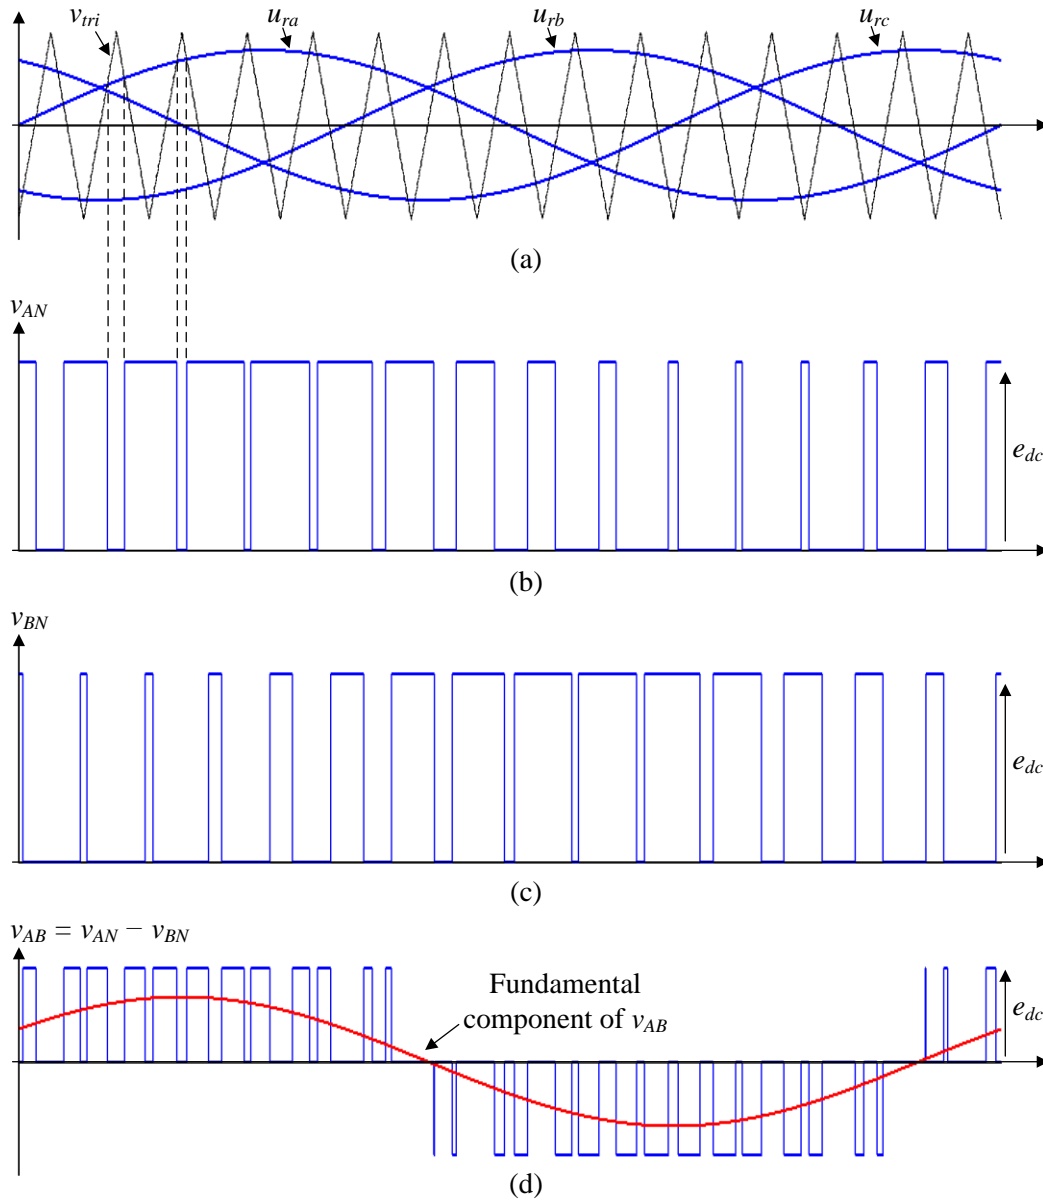 v_tri u_ra u_rb u_rc
(a)
v_AN
e_dc
(b)
v_BN
e_dc
(c)
v_AB = v_AN − v_BN
Fundamental
component of v_AB
e_dc
(d)